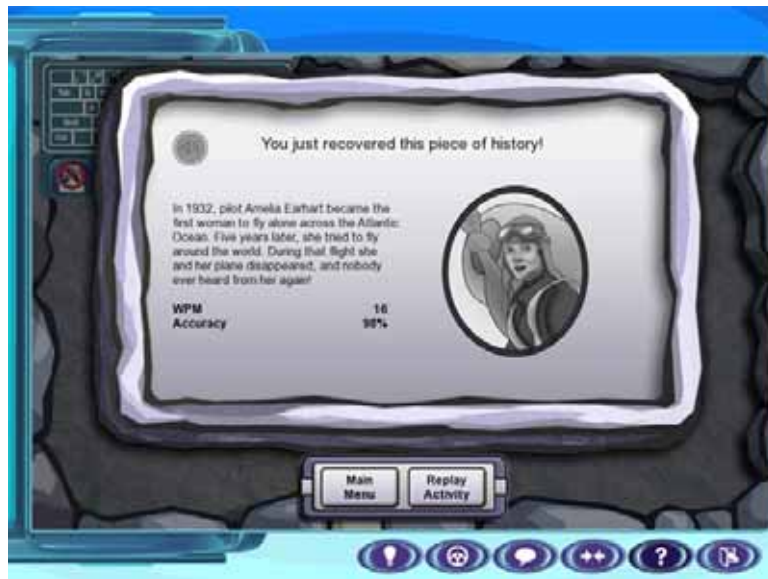 You just recovered this piece of history!
In 1932, pilot Amelia Earhart became the
first woman to fly alone across the Atlantic
Ocean. Five years later, she tried to fly
around the world. During that flight she
and her plane disappeared, and nobody
ever heard from her again!
WPM 16
Accuracy 98%
Main
Menu
Replay
Activity
?